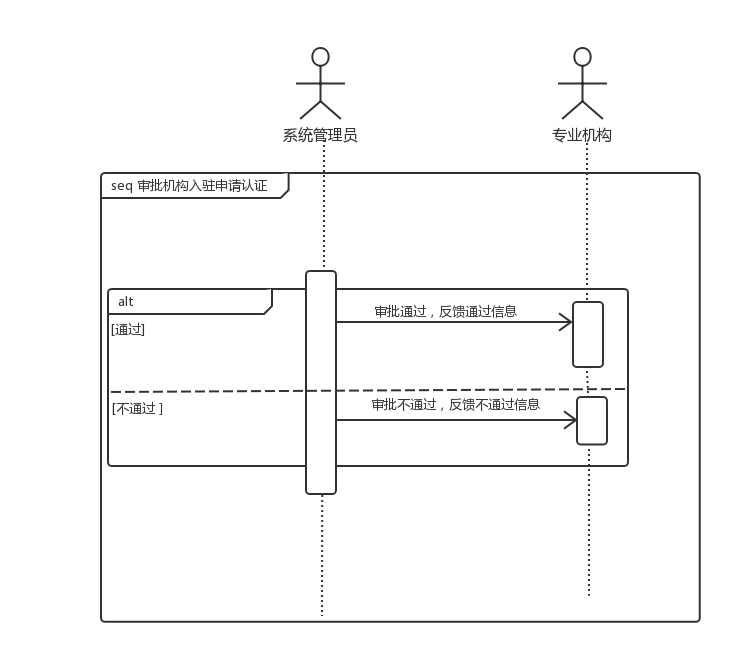 系统管理员
专业机构
seq 审批机构入驻申请认证
alt
审批通过，反馈通过信息
[通过]
审批不通过，反馈不通过信息
[不通过 ]